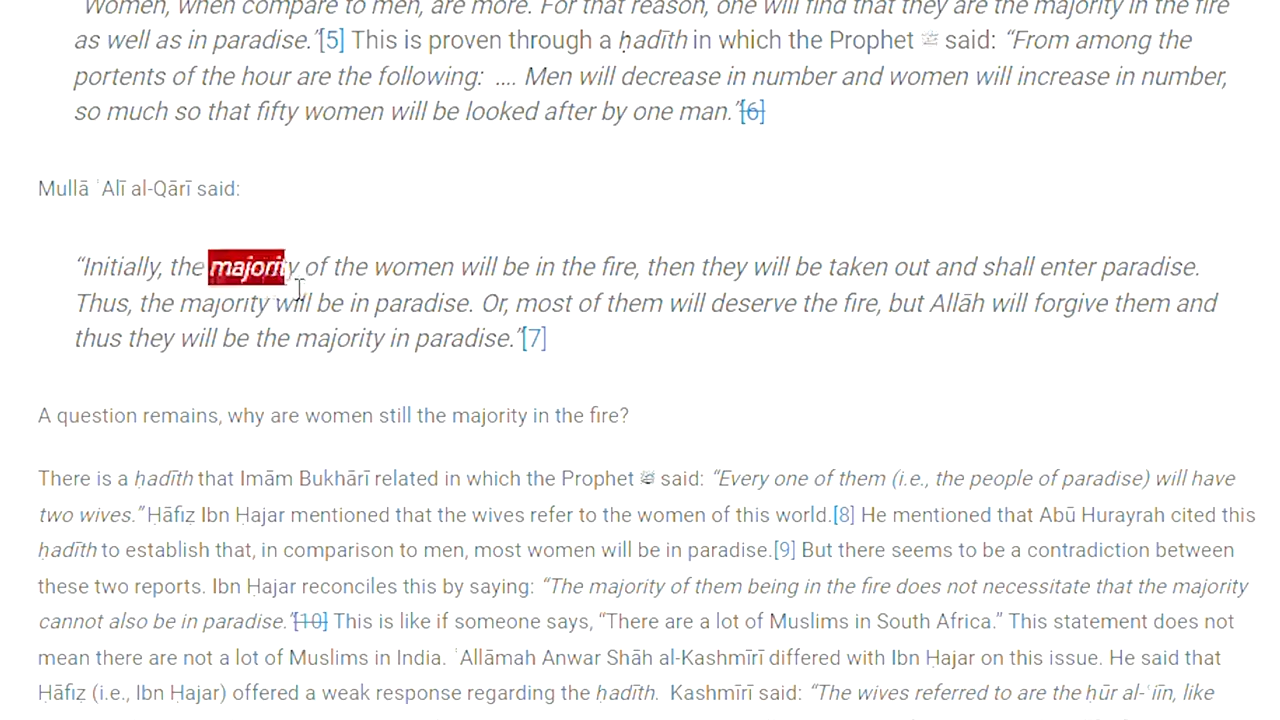 Women, when compare to men, are more. For that reason, one will find that they are the majority in the fire
as well as in paradise."[5] This is proven through a ḥadīth in which the Prophet ﷺ said: “From among the
portents of the hour are the following:  .... Men will decrease in number and women will increase in number,
so much so that fifty women will be looked after by one man."[6]
Mullā ʿAlī al-Qārī said:
“Initially, the majority of the women will be in the fire, then they will be taken out and shall enter paradise.
Thus, the majority will be in paradise. Or, most of them will deserve the fire, but Allāh will forgive them and
thus they will be the majority in paradise."[7]
A question remains, why are women still the majority in the fire?
There is a ḥadīth that Imām Bukhārī related in which the Prophet ﷺ said: “Every one of them (i.e., the people of paradise) will have
two wives." Ḥāfiẓ Ibn Ḥajar mentioned that the wives refer to the women of this world.[8] He mentioned that Abū Hurayrah cited this
ḥadīth to establish that, in comparison to men, most women will be in paradise.[9] But there seems to be a contradiction between
these two reports. Ibn Ḥajar reconciles this by saying: “The majority of them being in the fire does not necessitate that the majority
cannot also be in paradise."[10] This is like if someone says, “There are a lot of Muslims in South Africa.” This statement does not
mean there are not a lot of Muslims in India. ʿAllāmah Anwar Shāh al-Kashmīrī differed with Ibn Ḥajar on this issue. He said that
Ḥāfiẓ (i.e., Ibn Ḥajar) offered a weak response regarding the ḥadīth.  Kashmīrī said: “The wives referred to are the ḥūr al-ʿiīn, like